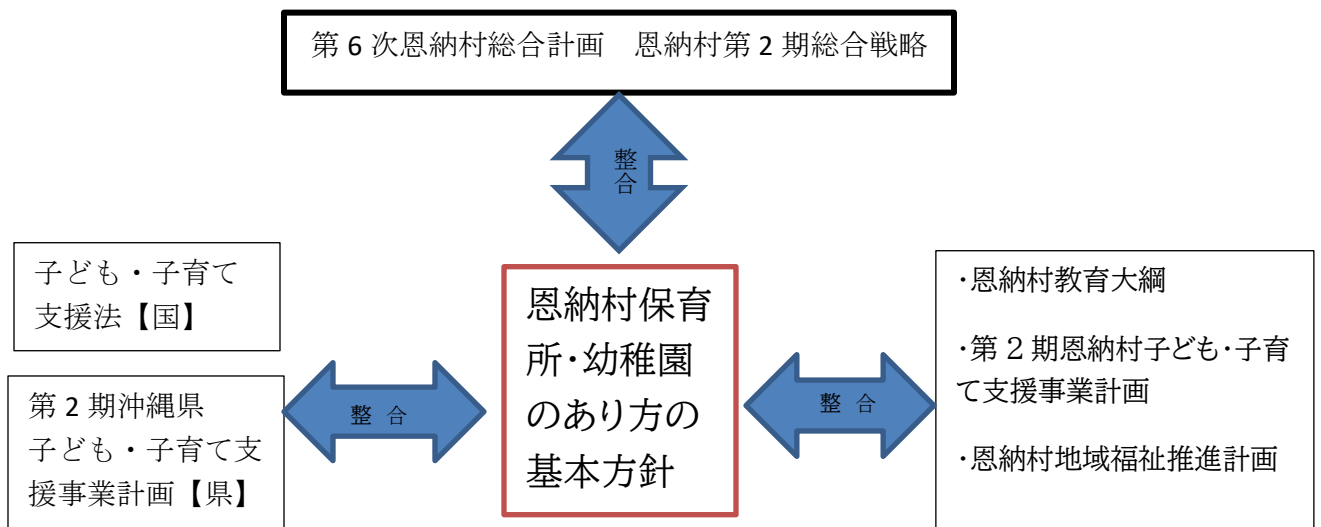 第6次恩納村総合計画　恩納村第2期総合戦略
整
合
子ども・子育て
支援法【国】
第2期沖縄県
子ども・子育て支
援事業計画【県】
整 合
恩納村保育
所・幼稚園
のあり方の
基本方針
整 合
・恩納村教育大綱
・第２期恩納村子ども・子育
て支援事業計画
・恩納村地域福祉推進計画